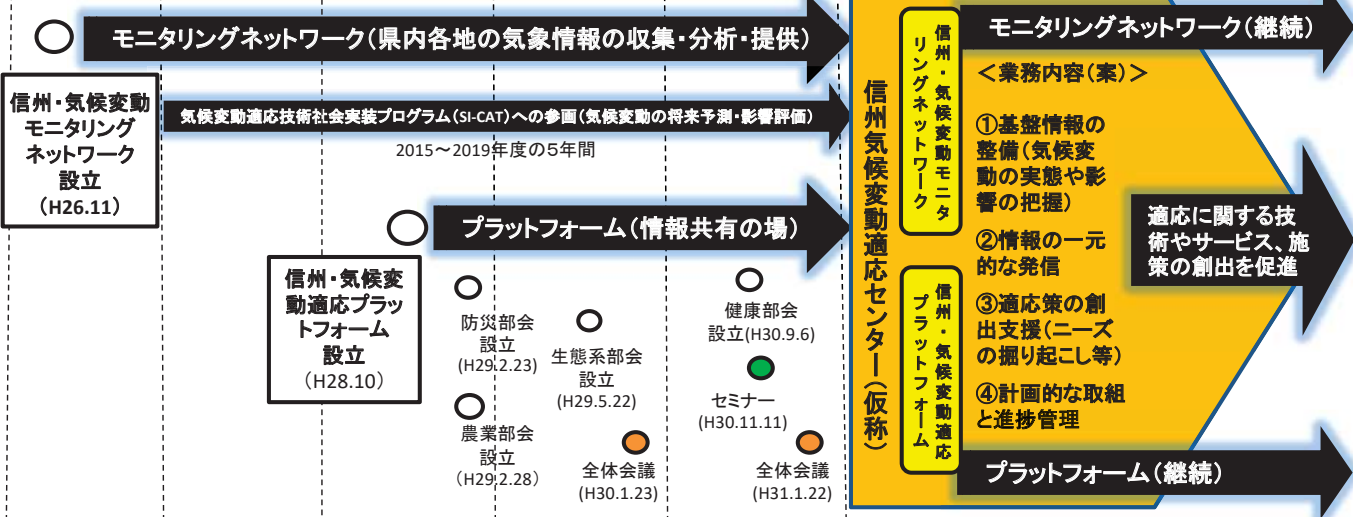 モニタリングネットワーク(県内各地の気象情報の収集・分析・提供)
信州・気候変動
モニタリング
ネットワーク
設立
(H26.11)
気候変動適応技術社会実装プログラム(SI-CAT)への参画(気候変動の将来予測・影響評価)
2015～2019年度の5年間
プラットフォーム(情報共有の場)
信州・気候変
動適応プラッ
トフォーム
設立
(H28.10)
防災部会
設立
(H29.2.23)
農業部会
設立
(H29.2.28)
生態系部会
設立
(H29.5.22)
全体会議
(H30.1.23)
健康部会
設立(H30.9.6)
セミナー
(H30.11.11)
全体会議
(H31.1.22)
信州気候変動適応センター(仮称)
信州・気候変動モニタ
リングネットワーク
信州・気候変動適応
プラットフォーム
モニタリングネットワーク(継続)
＜業務内容(案)＞
①基盤情報の
整備(気候変
動の実態や影
響の把握)
②情報の一元
的な発信
③適応策の創
出支援(ニーズ
の掘り起こし等)
④計画的な取組
と進捗管理
適応に関する技
術やサービス、施
策の創出を促進
プラットフォーム(継続)